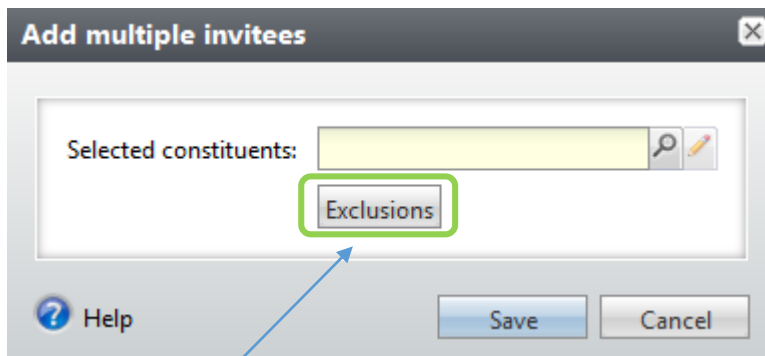 Add multiple invitees
Selected constituents:
Exclusions
Help
Save
Cancel